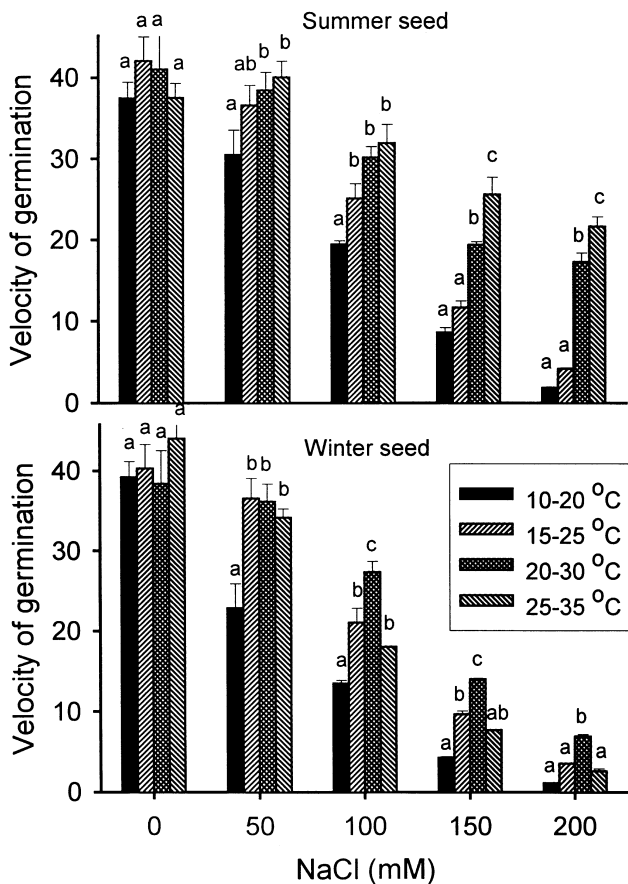 Summer seed
a a a a
a ab b b
a b b b
a a b c
a a b c
Velocity of germination
40
30
20
10
0
Winter seed
a a a a
a b b b
a b c b
a b c ab
a a b a
Velocity of germination
40
30
20
10
0
10-20 °C
15-25 °C
20-30 °C
25-35 °C
0 50 100 150 200
NaCl (mM)